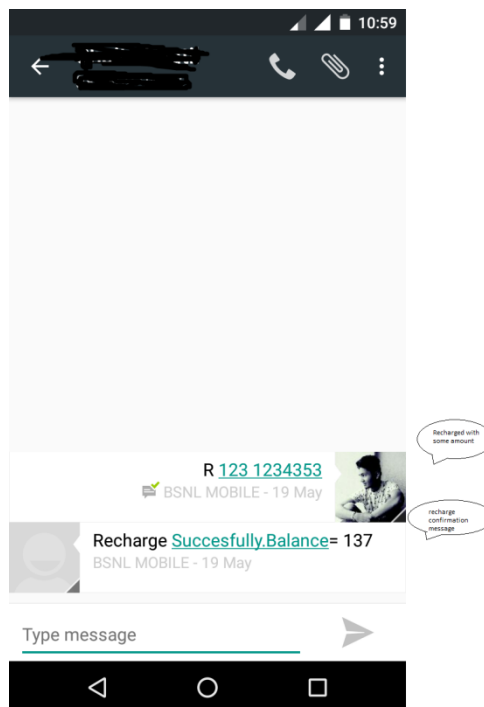 10:59
R 123 1234353
BSNL MOBILE - 19 May
Recharged with
some amount
Recharge Succesfully.Balance= 137
BSNL MOBILE - 19 May
recharge
confirmation
message
Type message